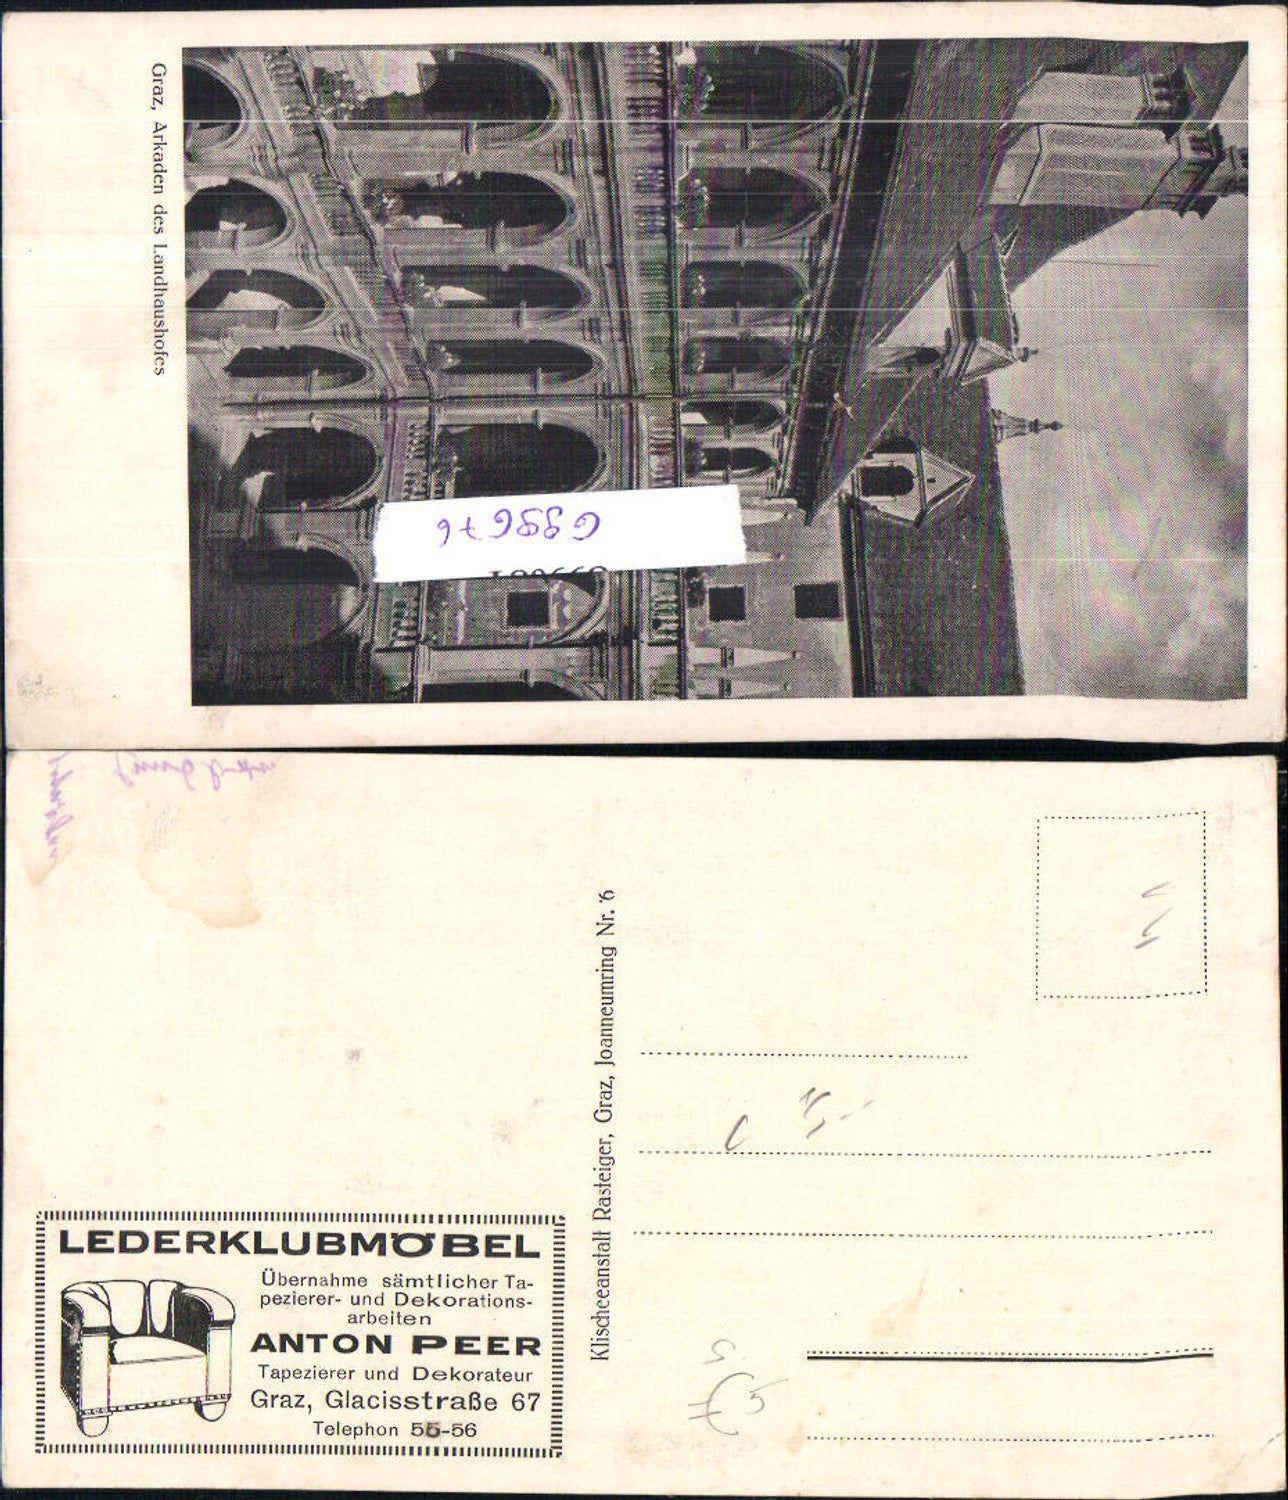 Graz, Arkaden des Landhaushofes
G99676
Klischeeanstalt Rasteiger, Graz, Joanneumring Nr. 6
LEDERKLUBMÖBEL
Übernahme sämtlicher Ta-
pezierer- und Dekorations-
arbeiten
ANTON PEER
Tapezierer und Dekorateur
Graz, Glacisstraße 67
Telephon 55-56